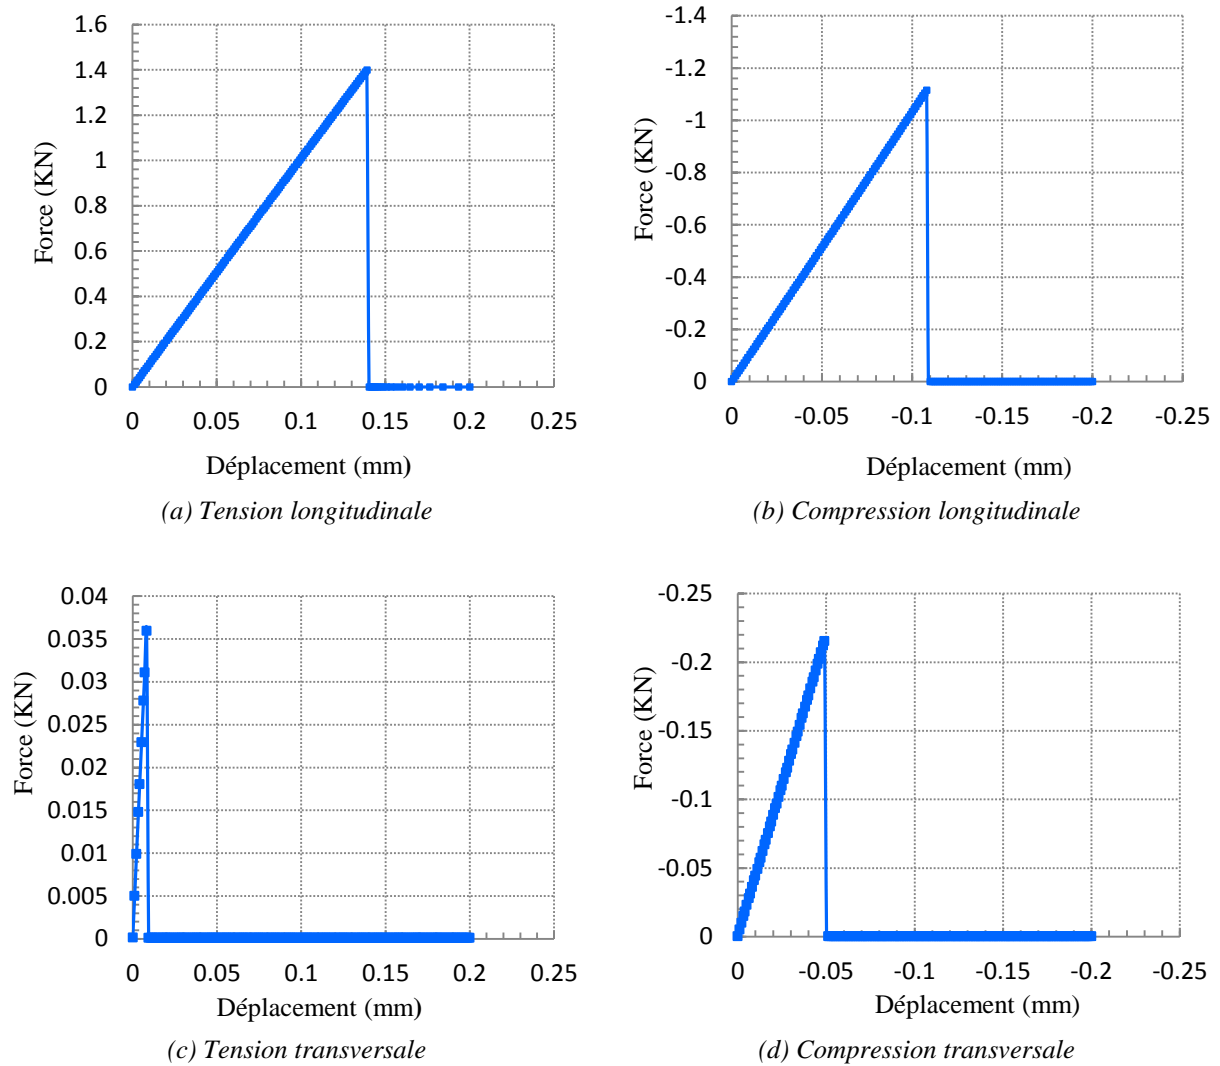 1.6
1.4
1.2
1
0.8
0.6
0.4
0.2
0
Force (KN)
0 0.05 0.1 0.15 0.2 0.25
Déplacement (mm)
(a) Tension longitudinale
-1.4
-1.2
-1
-0.8
-0.6
-0.4
-0.2
0
Force (KN)
0 -0.05 -0.1 -0.15 -0.2 -0.25
Déplacement (mm)
(b) Compression longitudinale
0.04
0.035
0.03
0.025
0.02
0.015
0.01
0.005
0
Force (KN)
0 0.05 0.1 0.15 0.2 0.25
Déplacement (mm)
(c) Tension transversale
-0.25
-0.2
-0.15
-0.1
-0.05
0
Force (KN)
0 -0.05 -0.1 -0.15 -0.2 -0.25
Déplacement (mm)
(d) Compression transversale